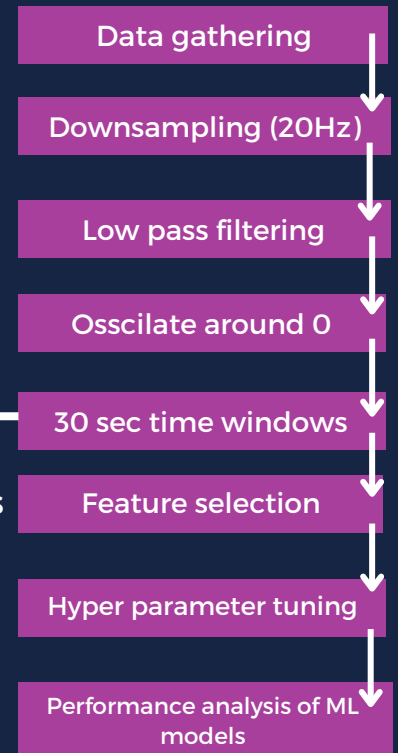 Data gathering
Downsampling (20Hz)
Low pass filtering
Osscilate around 0
30 sec time windows
s
Feature selection
Hyper parameter tuning
Performance analysis of ML
models